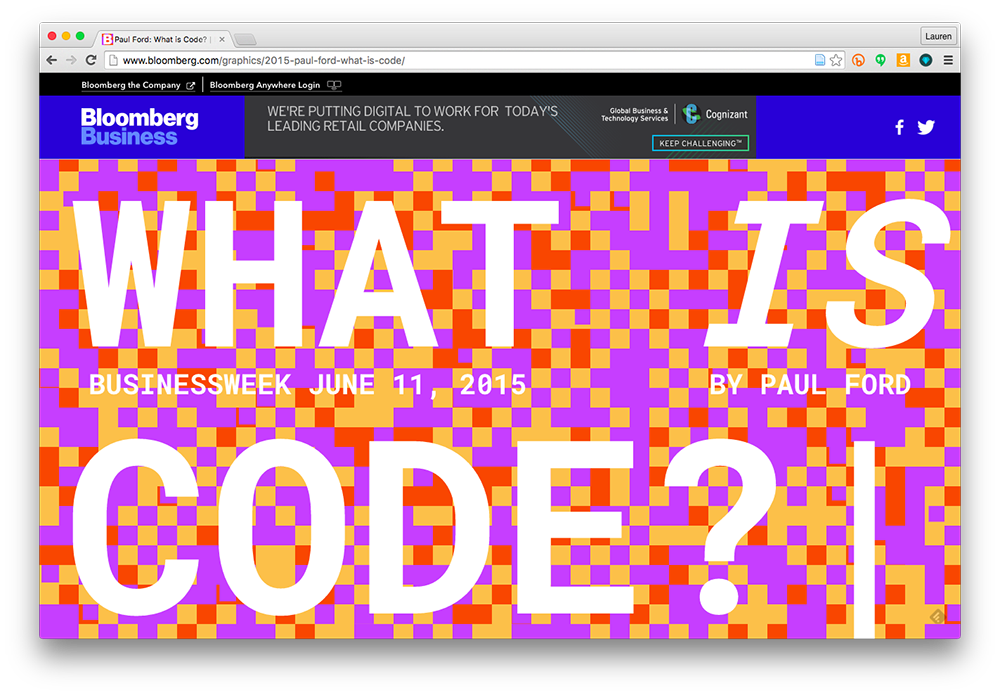 Paul Ford: What is Code?
Lauren
www.bloomberg.com/graphics/2015-paul-ford-what-is-code/
Bloomberg the Company
Bloomberg Anywhere Login
Bloomberg
Business
WE'RE PUTTING DIGITAL TO WORK FOR TODAY'S
LEADING RETAIL COMPANIES.
Global Business &
Technology Services
Cognizant
KEEP CHALLENGING™
WHAT IS
BUSINESSWEEK JUNE 11, 2015
BY PAUL FORD
CODE?|